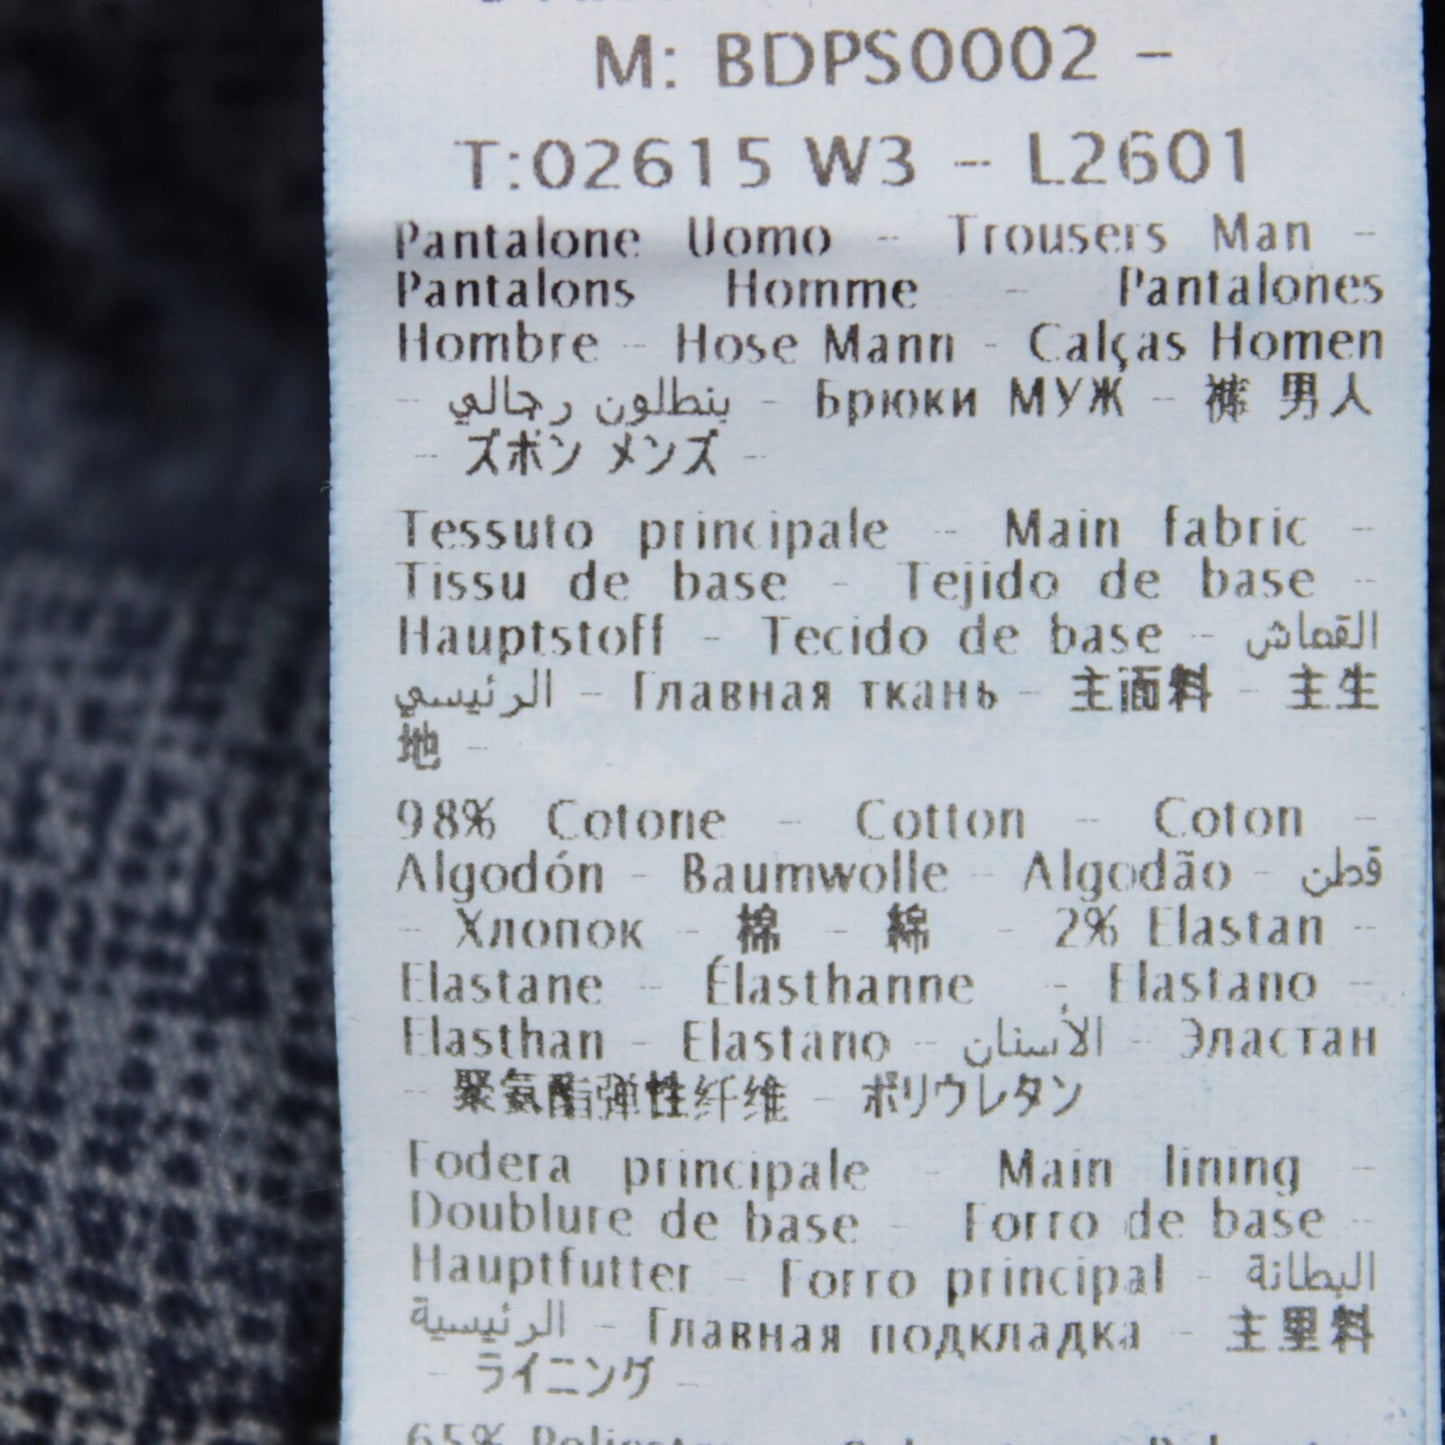 M: BDPS0002 -
T:02615 W3 - L2601
Pantalone Uomo - Trousers Man -
Pantalons Homme - Pantalones
Hombre - Hose Mann - Calças Homen
- بنطلون رجالي - Брюки МУЖ - 裤 男人
- ズボン メンズ -
Tessuto principale - Main fabric -
Tissu de base - Tejido de base -
Hauptstoff - Tecido de base - القماش
الرئيسي - Главная ткань - 主面料 - 主生
地 -
98% Cotone - Cotton - Coton -
Algodón - Baumwolle - Algodão - قطن
- Хлопок - 棉 - 綿 - 2% Elastan -
Elastane - Élasthanne - Elastano -
Elasthan - Elastano - الأستان - Эластан
- 聚氨酯弹性纤维 - ポリウレタン
Fodera principale - Main lining -
Doublure de base - Forro de base -
Hauptfutter - Forro principal - البطانة
الرئيسية - Главная подкладка - 主里料
- ライニング -
65%